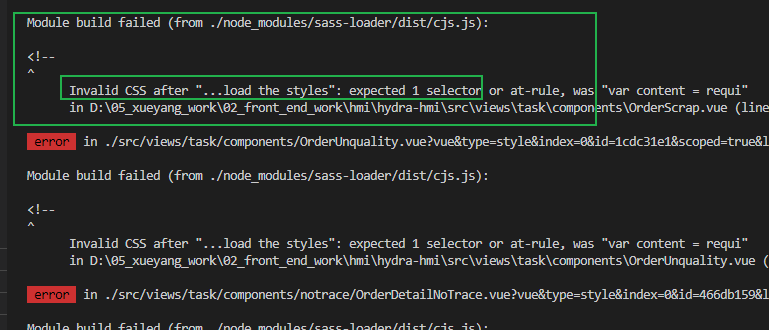 Module build failed (from ./node_modules/sass-loader/dist/cjs.js):
<!--
^
Invalid CSS after "...load the styles": expected 1 selector or at-rule, was "var content = requi"
in D:\05_xueyang_work\02_front_end_work\hmi\hydra-hmi\src\views\task\components\OrderScrap.vue (line
error in ./src/views/task/components/OrderUnquality.vue?vue&type=style&index=0&id=1cdc31e1&scoped=true&l
Module build failed (from ./node_modules/sass-loader/dist/cjs.js):
<!--
^
Invalid CSS after "...load the styles": expected 1 selector or at-rule, was "var content = requi"
in D:\05_xueyang_work\02_front_end_work\hmi\hydra-hmi\src\views\task\components\OrderUnquality.vue (
error in ./src/views/task/components/notrace/OrderDetailNoTrace.vue?vue&type=style&index=0&id=466db159&l
Module build failed (from ./node_modules/sass-loader/dist/cjs.js):